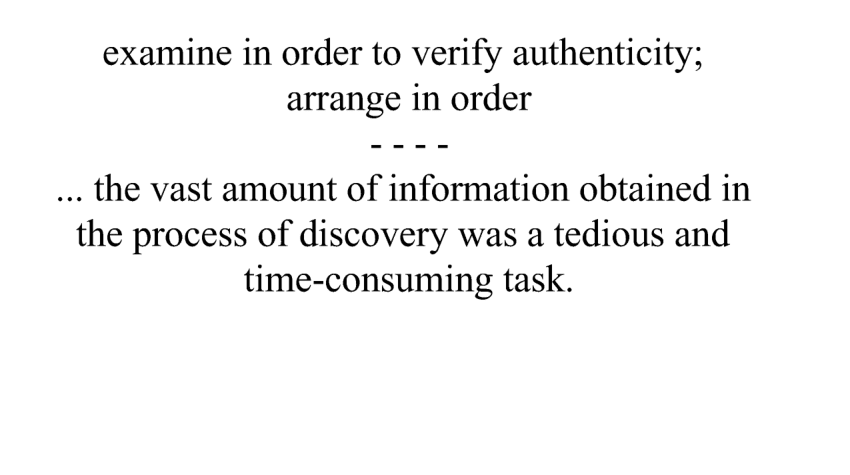 examine in order to verify authenticity;
arrange in order
- - - -
... the vast amount of information obtained in
the process of discovery was a tedious and
time-consuming task.